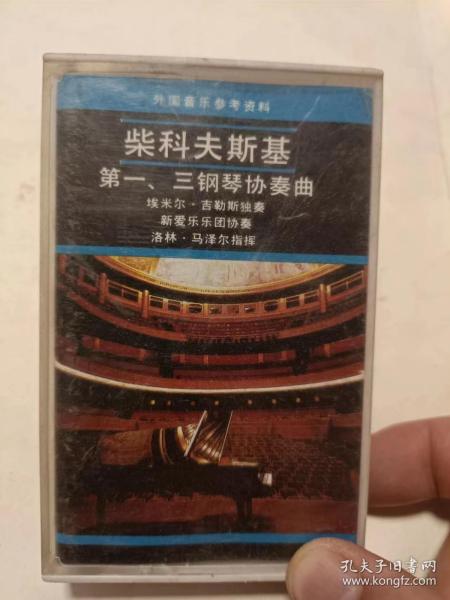 外国音乐参考资料
柴科夫斯基
第一、三钢琴协奏曲
埃米尔·吉勒斯独奏
新爱乐乐团协奏
洛林·马泽尔指挥
孔夫子旧书网
www.kongfz.com